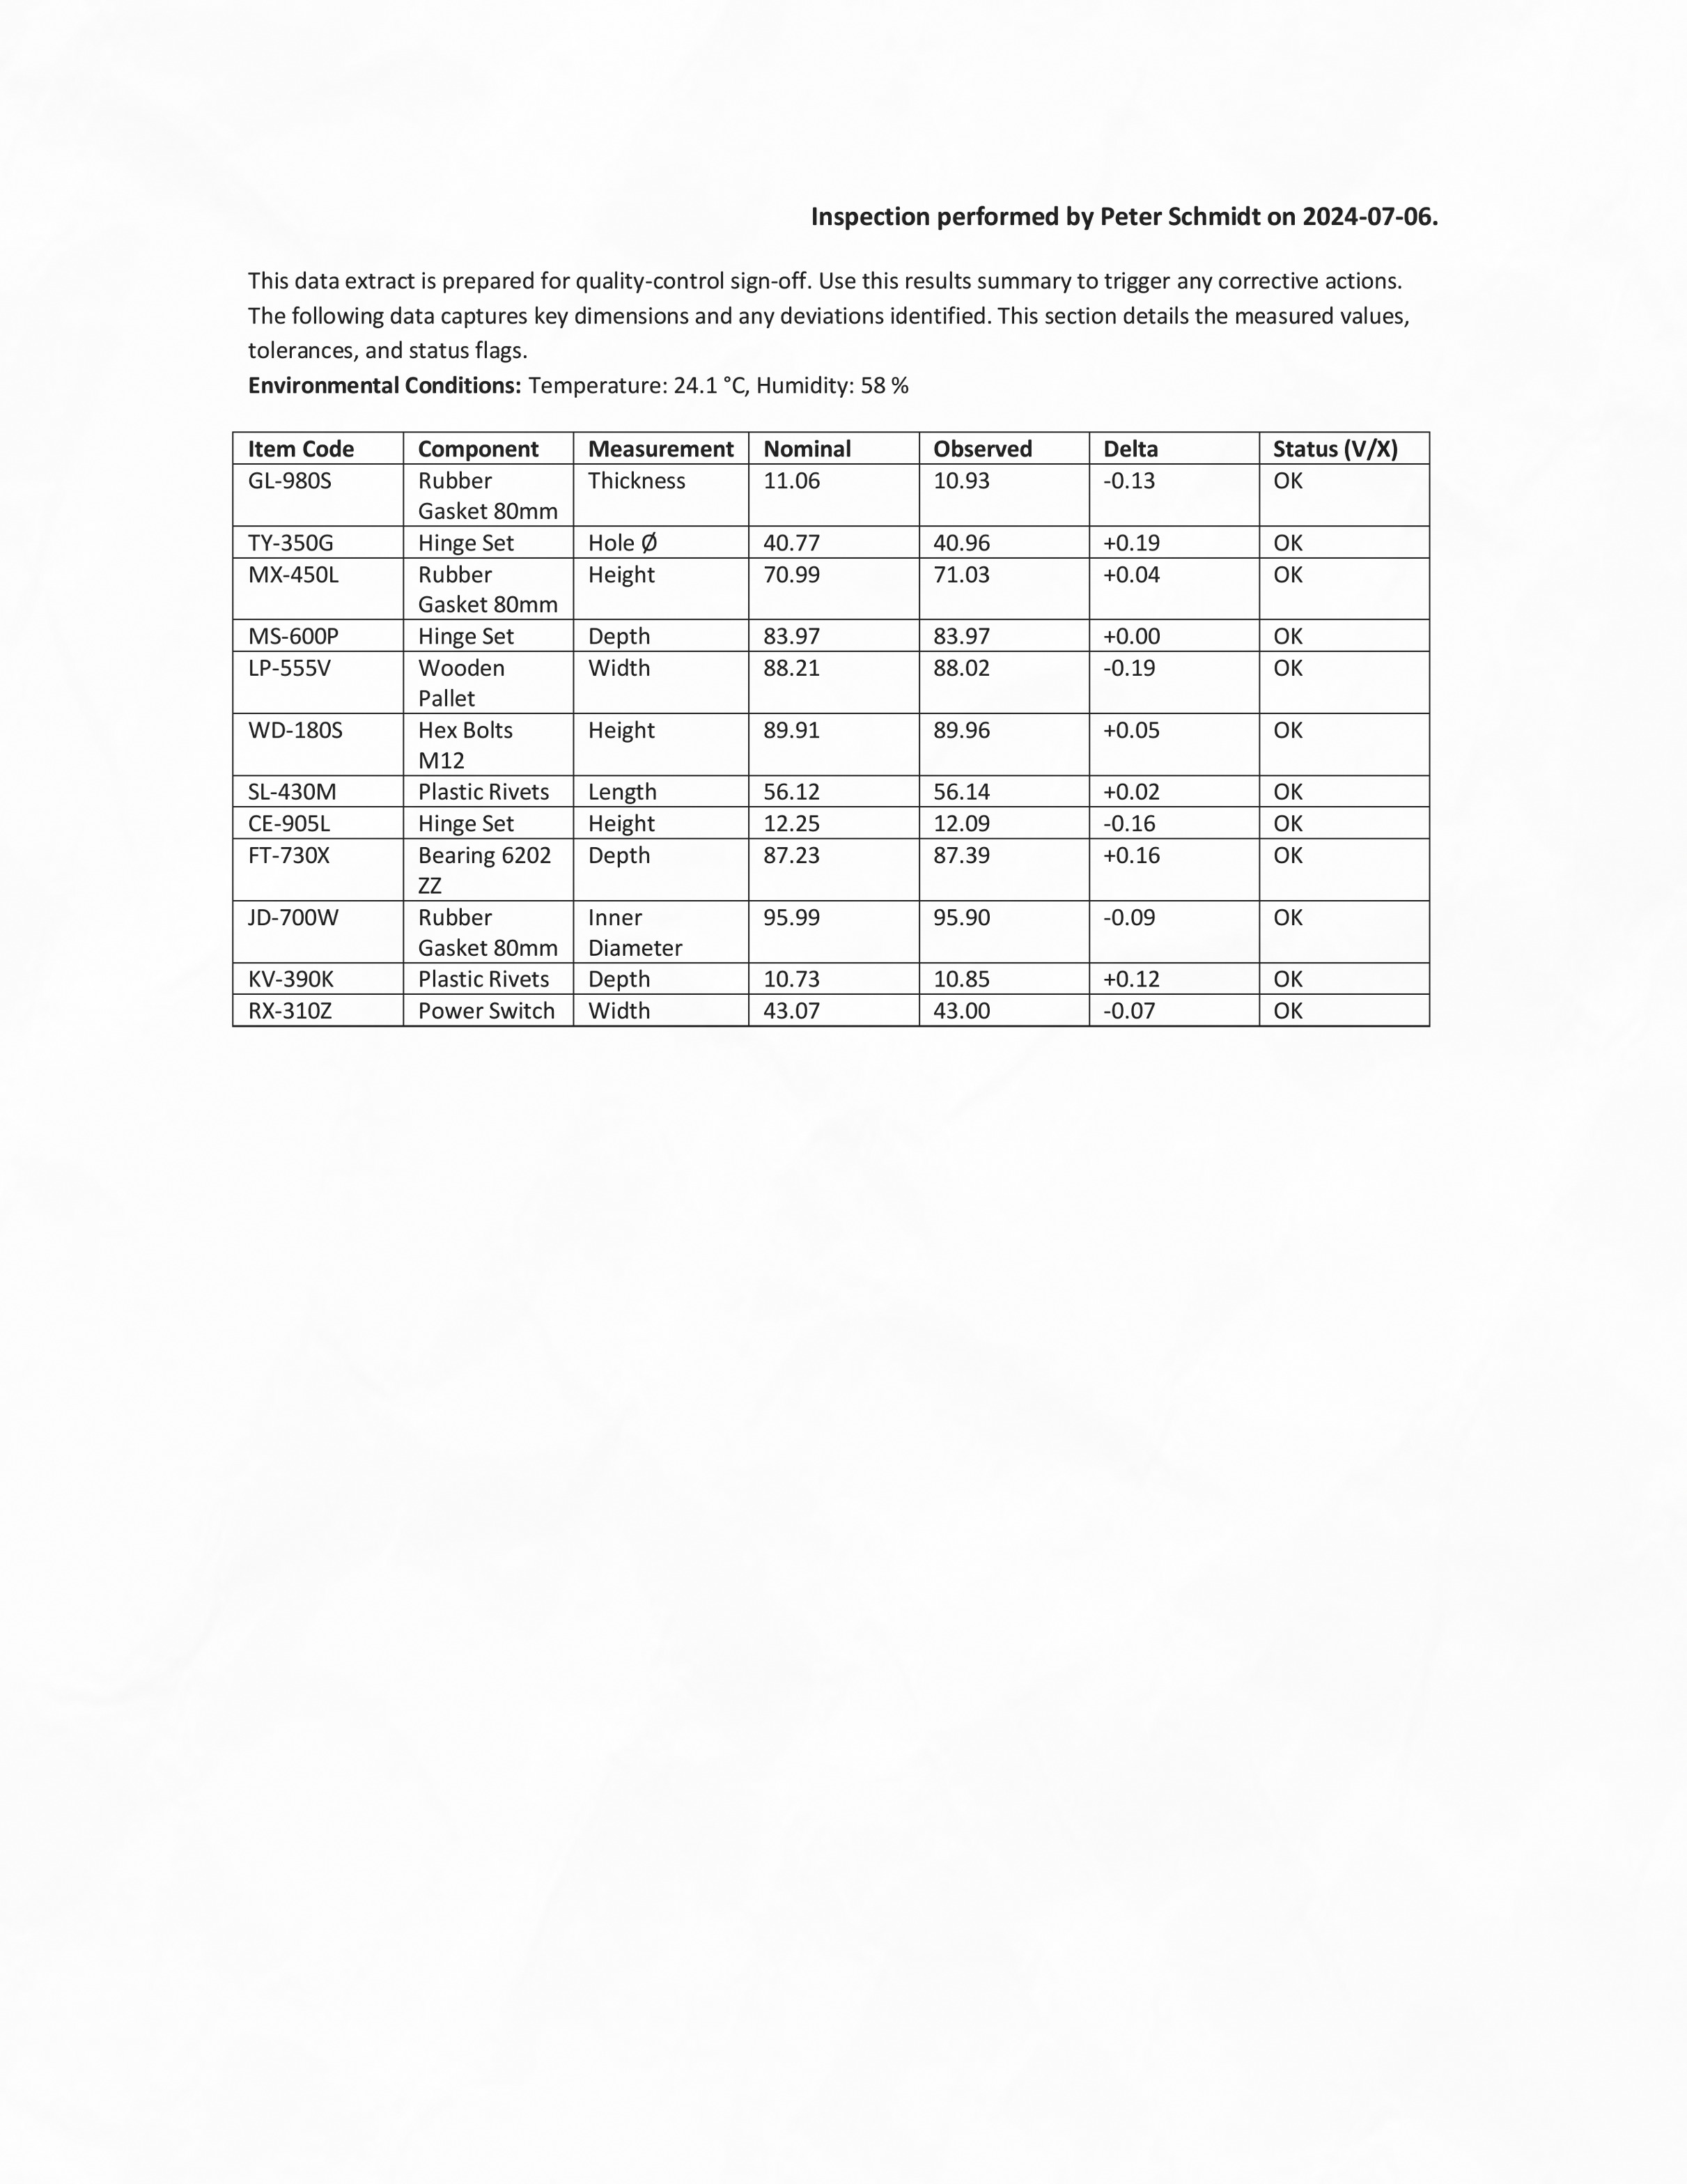 Inspection performed by Peter Schmidt on 2024-07-06.
This data extract is prepared for quality-control sign-off. Use this results summary to trigger any corrective actions.
The following data captures key dimensions and any deviations identified. This section details the measured values,
tolerances, and status flags.
Environmental Conditions: Temperature: 24.1 °C, Humidity: 58 %
Item Code Component Measurement Nominal Observed Delta Status (V/X)
GL-980S Rubber Thickness 11.06 10.93 -0.13 OK
Gasket 80mm
TY-350G Hinge Set Hole Ø 40.77 40.96 +0.19 OK
MX-450L Rubber Height 70.99 71.03 +0.04 OK
Gasket 80mm
MS-600P Hinge Set Depth 83.97 83.97 +0.00 OK
LP-555V Wooden Width 88.21 88.02 -0.19 OK
Pallet
WD-180S Hex Bolts Height 89.91 89.96 +0.05 OK
M12
SL-430M Plastic Rivets Length 56.12 56.14 +0.02 OK
CE-905L Hinge Set Height 12.25 12.09 -0.16 OK
FT-730X Bearing 6202 Depth 87.23 87.39 +0.16 OK
ZZ
JD-700W Rubber Inner 95.99 95.90 -0.09 OK
Gasket 80mm Diameter
KV-390K Plastic Rivets Depth 10.73 10.85 +0.12 OK
RX-310Z Power Switch Width 43.07 43.00 -0.07 OK